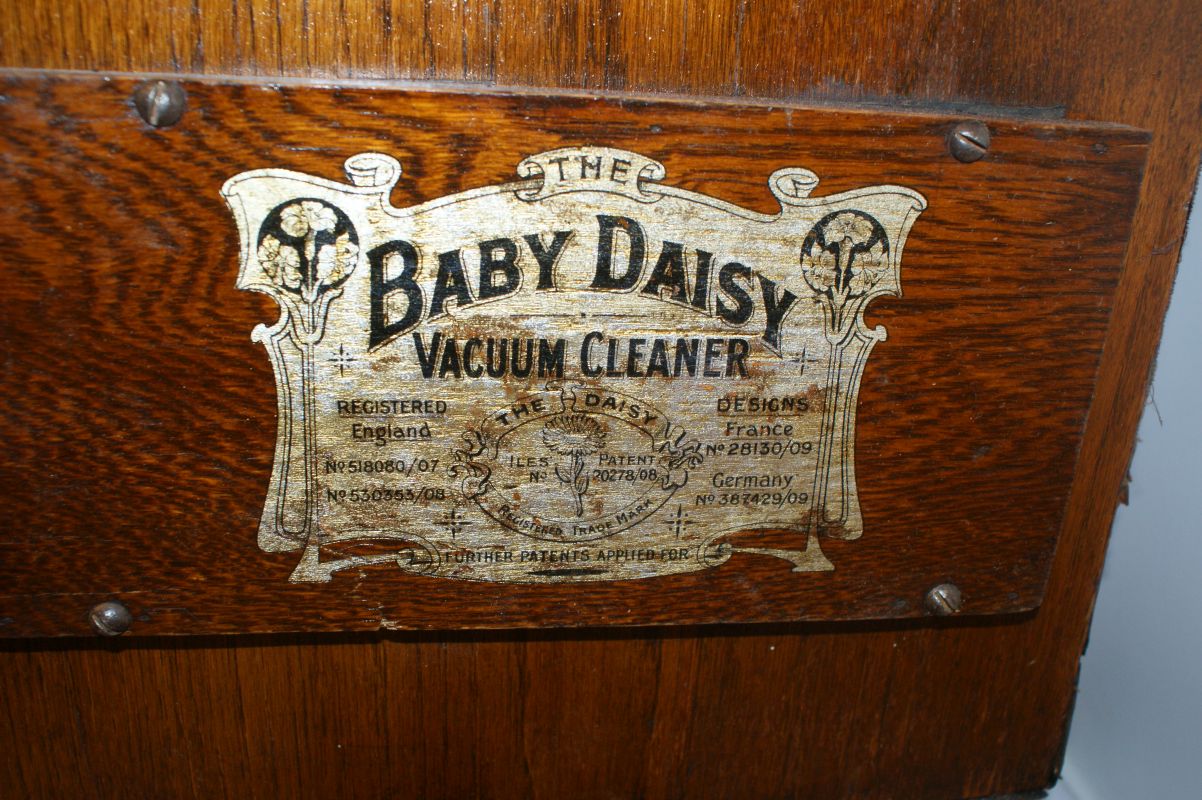 THE
BABY DAISY
VACUUM CLEANER
REGISTERED
England
Nº 518080/07
Nº 530353/08
THE DAISY
ILES PATENT
Nº 20278/08
REGISTERED TRADE MARK
DESIGNS
France
Nº 28130/09
Germany
Nº 387429/09
FURTHER PATENTS APPLIED FOR